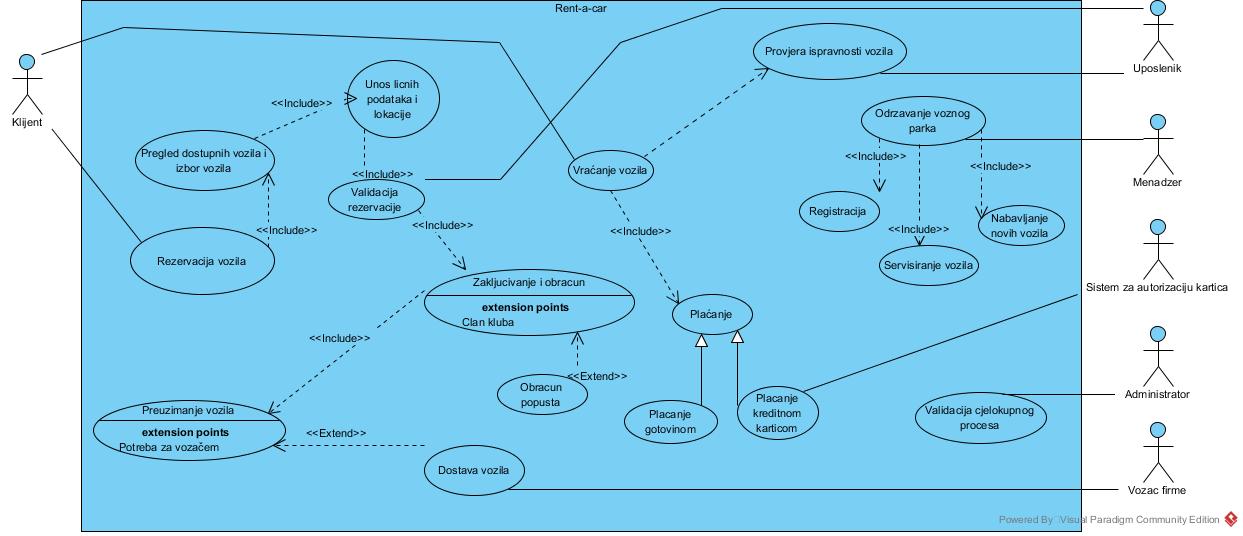 Rent-a-car
Klijent
Unos licnih
podataka i
lokacije
<<Include>>
Pregled dostupnih vozila i
izbor vozila
<<Include>>
Validacija
rezervacije
<<Include>>
Rezervacija vozila
<<Include>>
Zakljucivanje i obracun
extension points
Clan kluba
<<Include>>
<<Extend>>
Obracun
popusta
Preuzimanje vozila
extension points
Potreba za vozačem
<<Extend>>
Dostava vozila
Vraćanje vozila
<<Include>>
Plaćanje
Placanje
gotovinom
Placanje
kreditnom
karticom
Provjera ispravnosti vozila
Odrzavanje voznog
parka
<<Include>>
<<Include>>
<<Include>>
Registracija
Servisiranje vozila
Nabavljanje
novih vozila
Validacija cjelokupnog
procesa
Uposlenik
Menadzer
Sistem za autorizaciju kartica
Administrator
Vozac firme
Powered By Visual Paradigm Community Edition